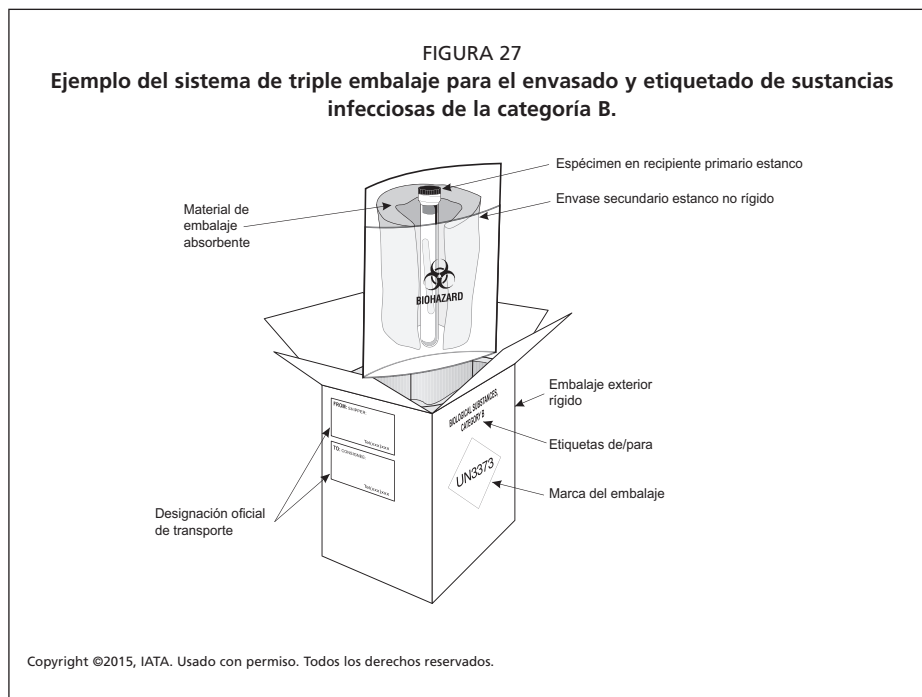 FIGURA 27
Ejemplo del sistema de triple embalaje para el envasado y etiquetado de sustancias
infecciosas de la categoría B.
Espécimen en recipiente primario estanco
Envase secundario estanco no rígido
Material de
embalaje
absorbente
BIOHAZARD
Embalaje exterior
rígido
BIOLOGICAL SUBSTANCES,
CATEGORY B
Etiquetas de/para
UN3373
Marca del embalaje
FROM: SHIPPER:
TO: CONSIGNEE:
Designación oficial
de transporte
Copyright ©2015, IATA. Usado con permiso. Todos los derechos reservados.